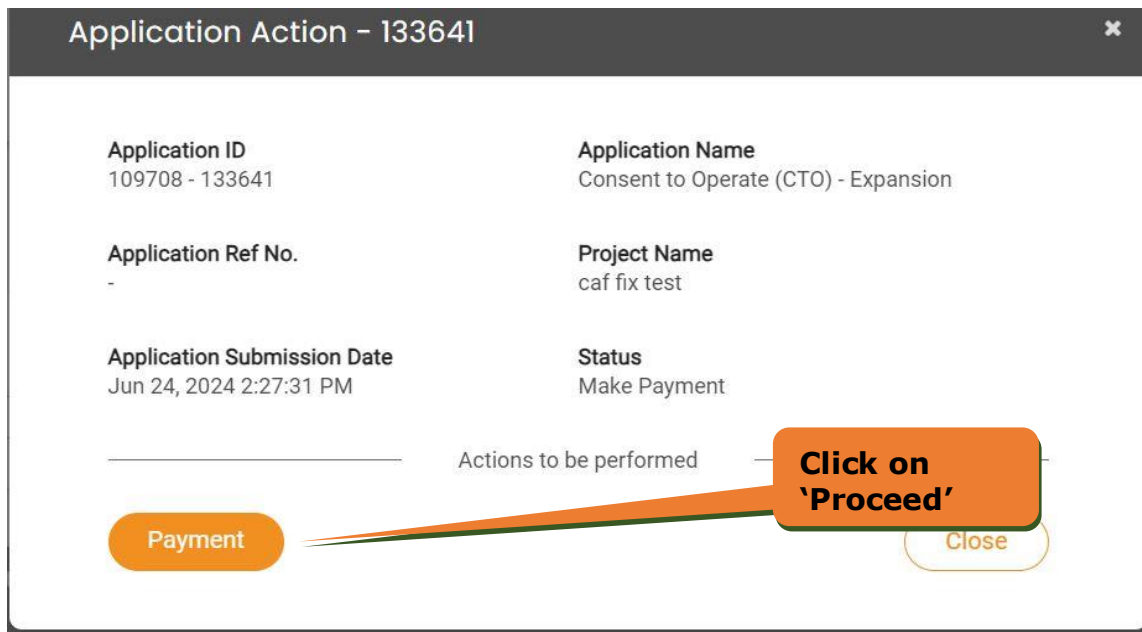 Application Action - 133641
✖
Application ID
109708 - 133641
Application Name
Consent to Operate (CTO) - Expansion
Application Ref No.
-
Project Name
caf fix test
Application Submission Date
Jun 24, 2024 2:27:31 PM
Status
Make Payment
Actions to be performed
Click on
‘Proceed’
Payment
Close